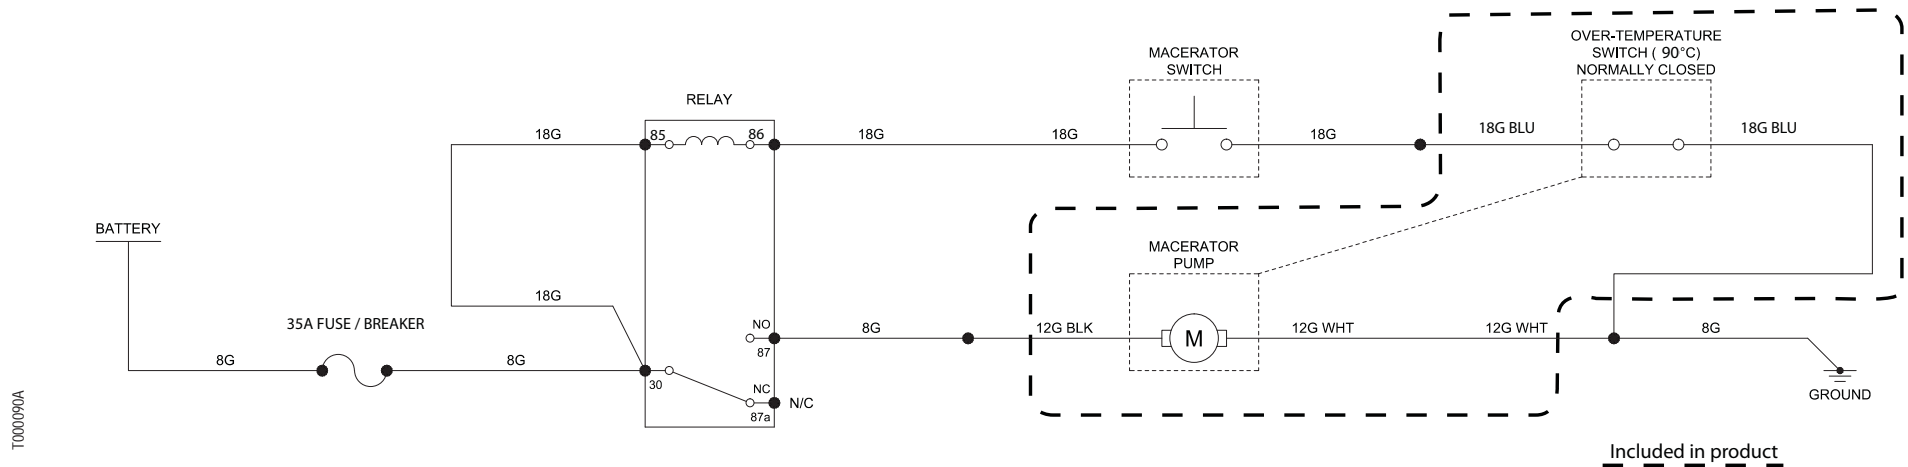 OVER-TEMPERATURE
SWITCH ( 90°C)
NORMALLY CLOSED
MACERATOR
SWITCH
RELAY
18G
85
86
18G
18G
18G
18G BLU
18G BLU
BATTERY
MACERATOR
PUMP
18G
35A FUSE / BREAKER
NO
87
8G
12G BLK
M
12G WHT
12G WHT
8G
8G
8G
30
NC
87a
N/C
GROUND
T000090A
Included in product